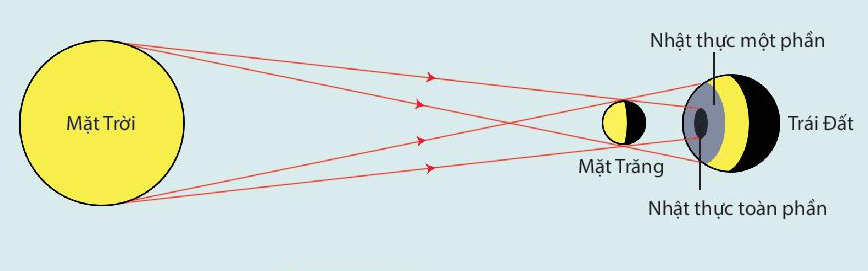 Nhật thực một phần
Mặt Trời
Trái Đất
Mặt Trăng
Nhật thực toàn phần